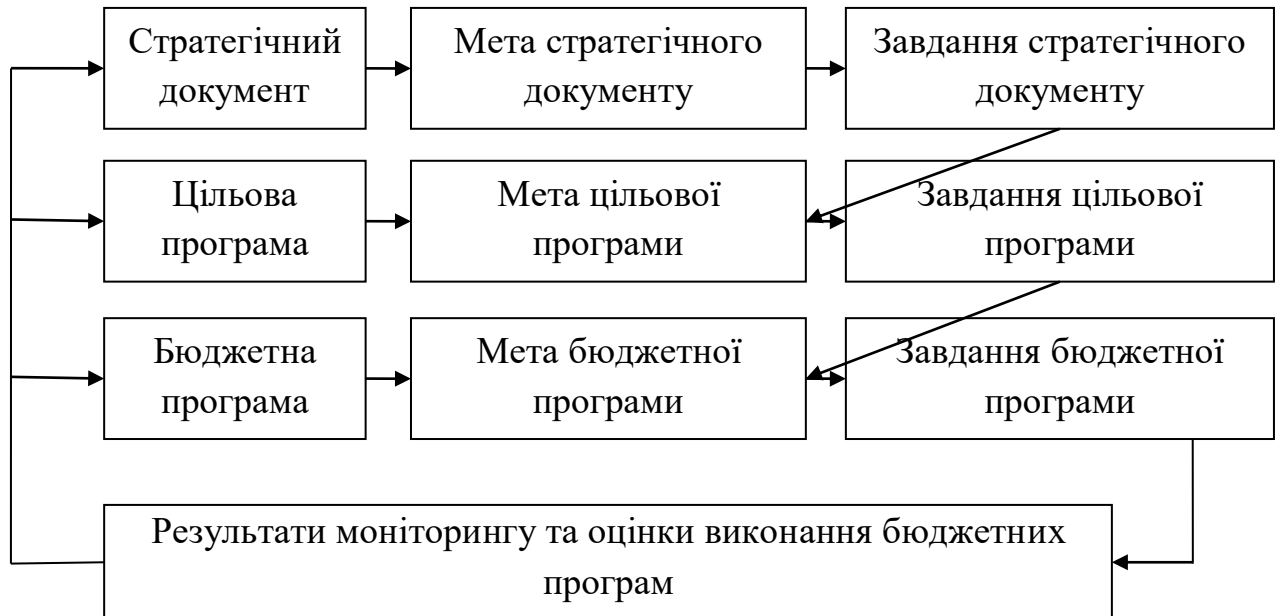 Стратегічний
документ
Мета стратегічного
документу
Завдання стратегічного
документу
Цільова
програма
Мета цільової
програми
Завдання цільової
програми
Бюджетна
програма
Мета бюджетної
програми
Завдання бюджетної
програми
Результати моніторингу та оцінки виконання бюджетних
програм